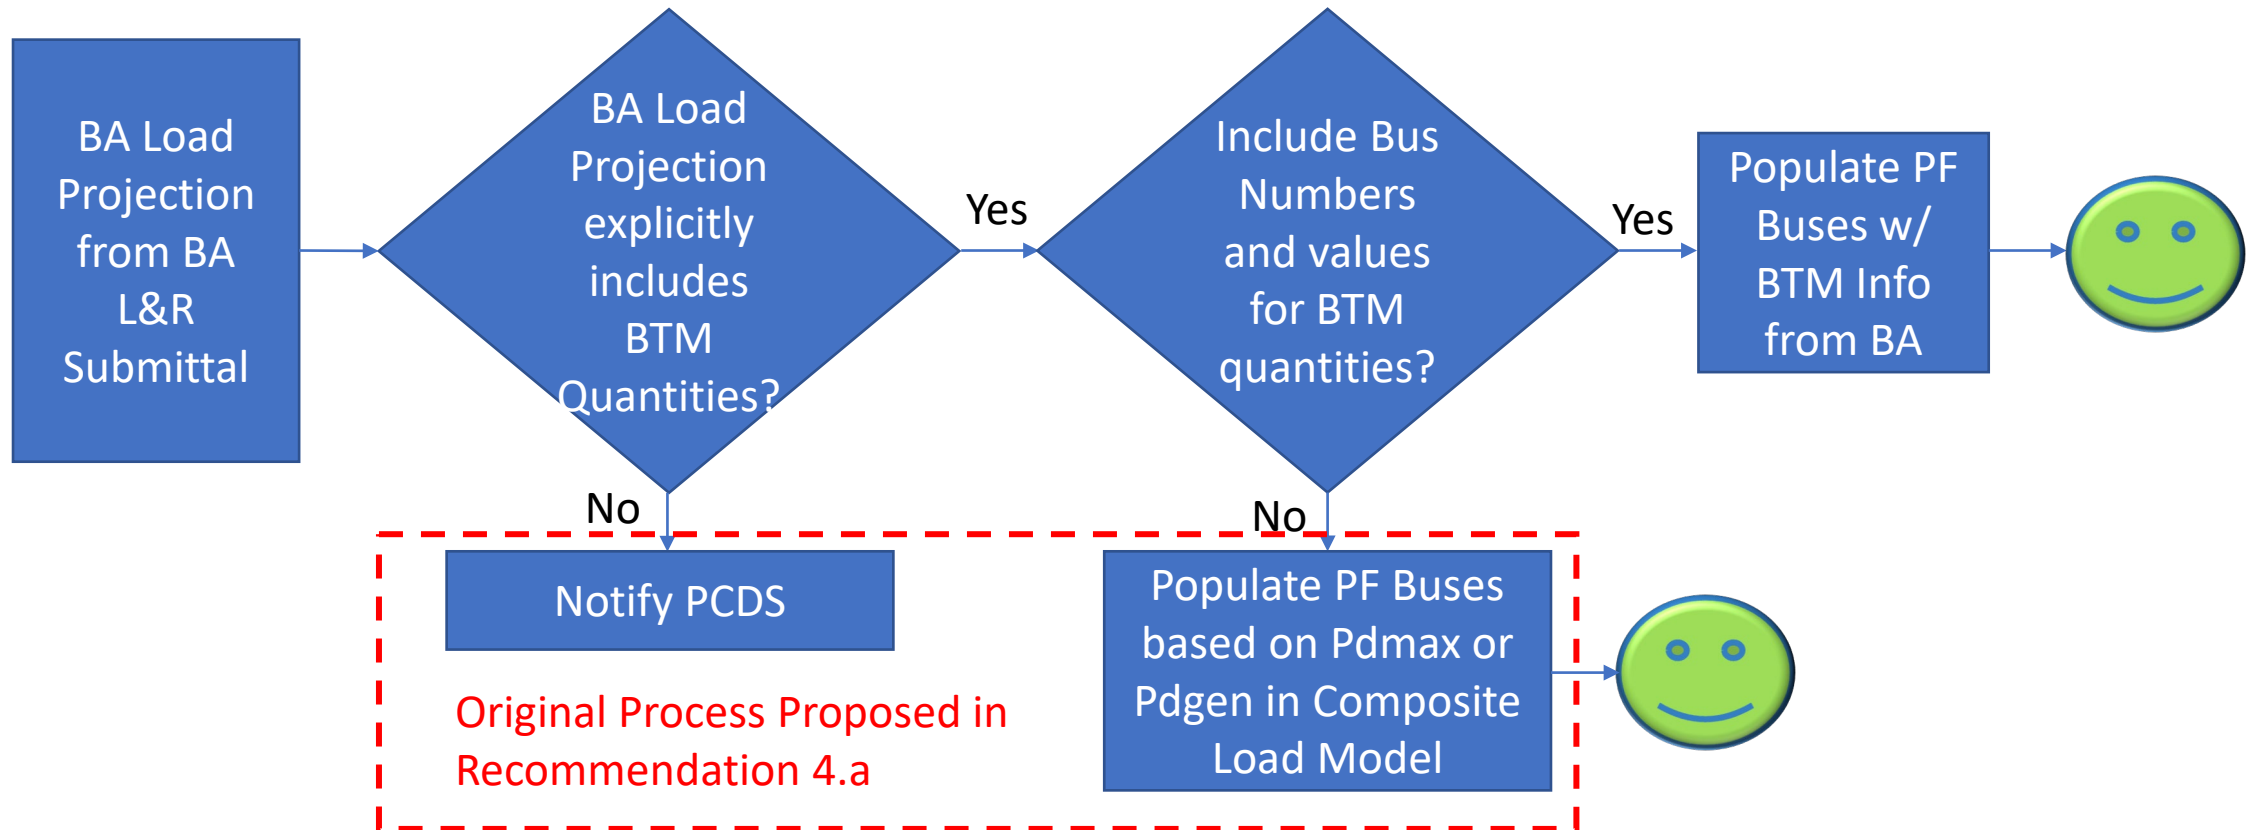 BA Load
Projection
from BA
L&R
Submittal
BA Load
Projection
explicitly
includes
BTM
Quantities?
Yes
Include Bus
Numbers
and values
for BTM
quantities?
Yes
Populate PF
Buses w/
BTM Info
from BA
No
No
Notify PCDS
Original Process Proposed in
Recommendation 4.a
Populate PF Buses
based on Pdmax or
Pdgen in Composite
Load Model